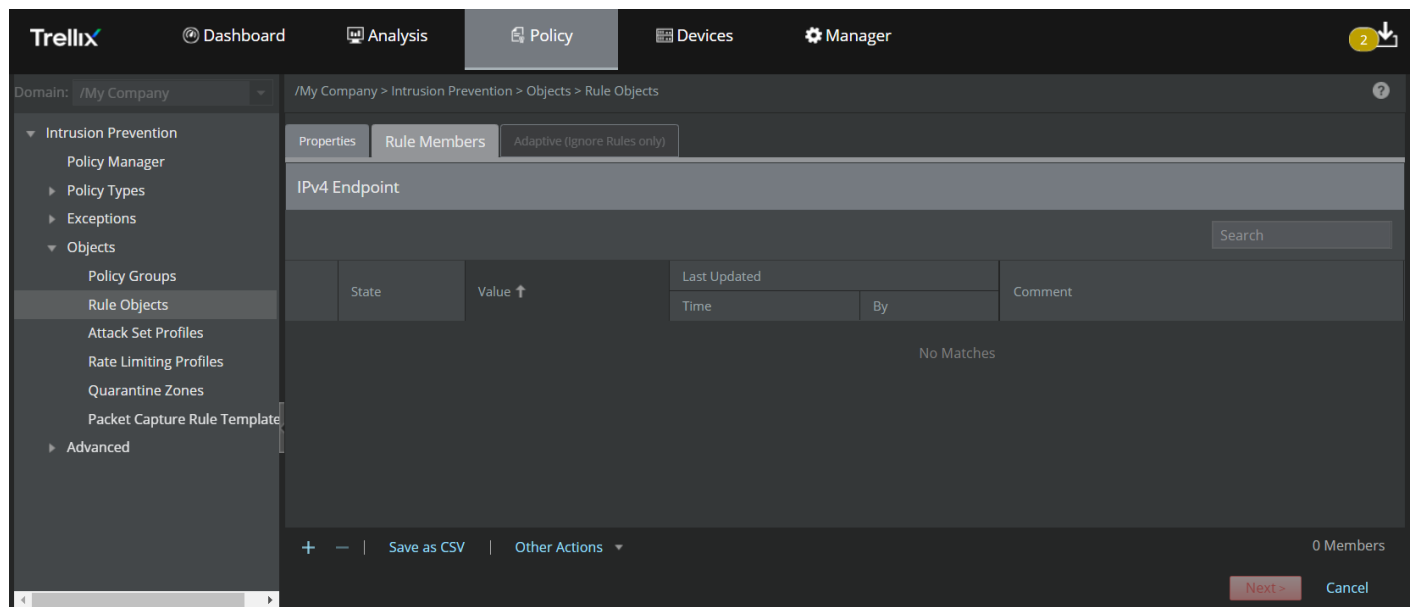 Trellix
Dashboard
Analysis
Policy
Devices
Manager
2
Domain: /My Company
/My Company > Intrusion Prevention > Objects > Rule Objects
?
Intrusion Prevention
Policy Manager
Policy Types
Exceptions
Objects
Policy Groups
Rule Objects
Attack Set Profiles
Rate Limiting Profiles
Quarantine Zones
Packet Capture Rule Template
Advanced
Properties
Rule Members
Adaptive (Ignore Rules only)
IPv4 Endpoint
Search
State
Value
Last Updated
Time
By
Comment
No Matches
+ − | Save as CSV | Other Actions
0 Members
Next >
Cancel